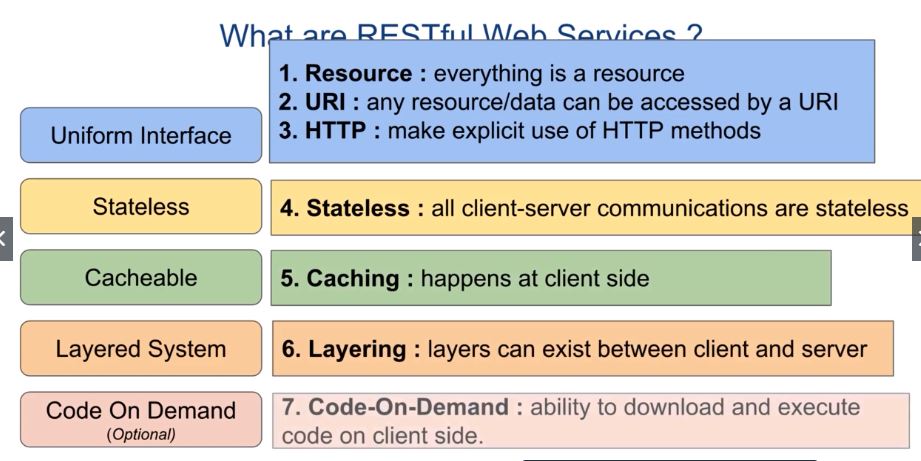 What are RESTful Web Services ?
Uniform Interface
1. Resource : everything is a resource
2. URI : any resource/data can be accessed by a URI
3. HTTP : make explicit use of HTTP methods
Stateless
4. Stateless : all client-server communications are stateless
Cacheable
5. Caching : happens at client side
Layered System
6. Layering : layers can exist between client and server
Code On Demand
(Optional)
7. Code-On-Demand : ability to download and execute
code on client side.